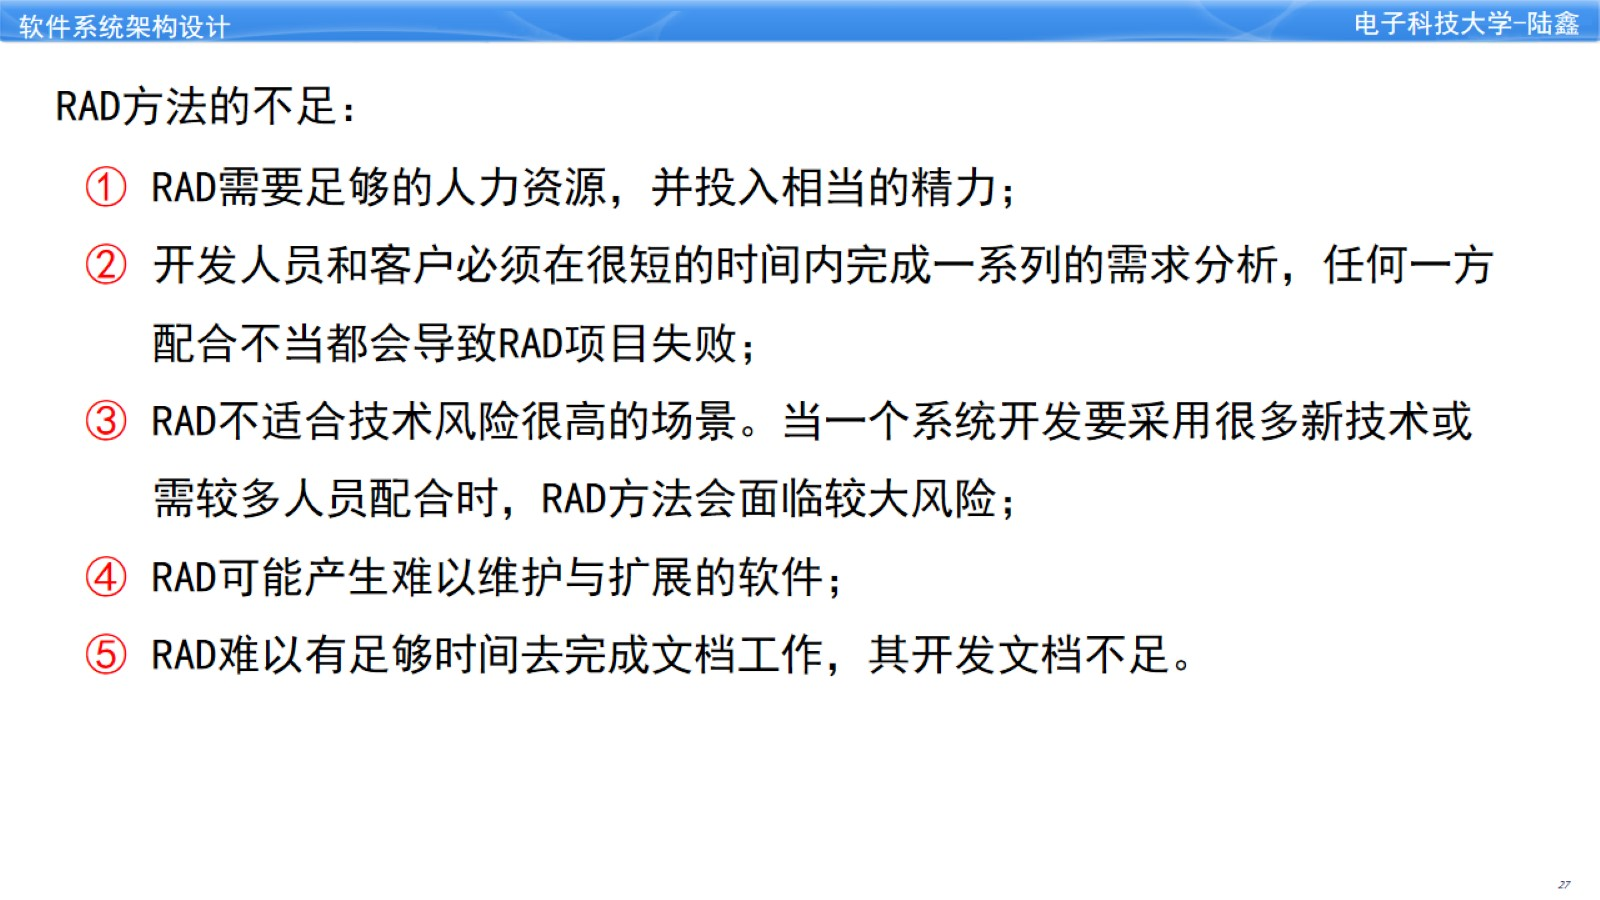 软件系统架构设计
电子科技大学-陆鑫
RAD方法的不足：
① RAD需要足够的人力资源，并投入相当的精力；
② 开发人员和客户必须在很短的时间内完成一系列的需求分析，任何一方
配合不当都会导致RAD项目失败；
③ RAD不适合技术风险很高的场景。当一个系统开发要采用很多新技术或
需较多人员配合时，RAD方法会面临较大风险；
④ RAD可能产生难以维护与扩展的软件；
⑤ RAD难以有足够时间去完成文档工作，其开发文档不足。
27